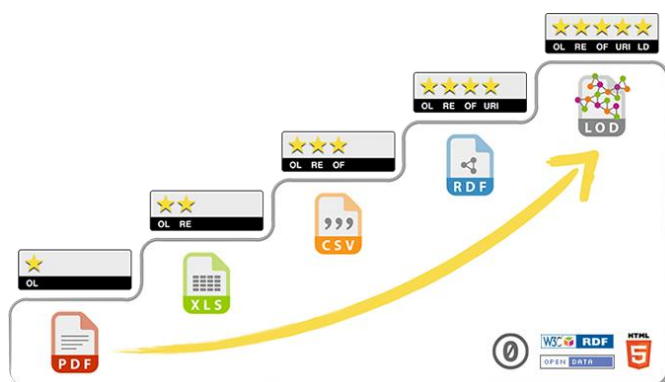 OL RE OF URI LD
OL RE OF URI
LOD
OL RE OF
RDF
OL RE
CSV
OL
XLS
PDF
0
W3C RDF
OPEN DATA
HTML
5